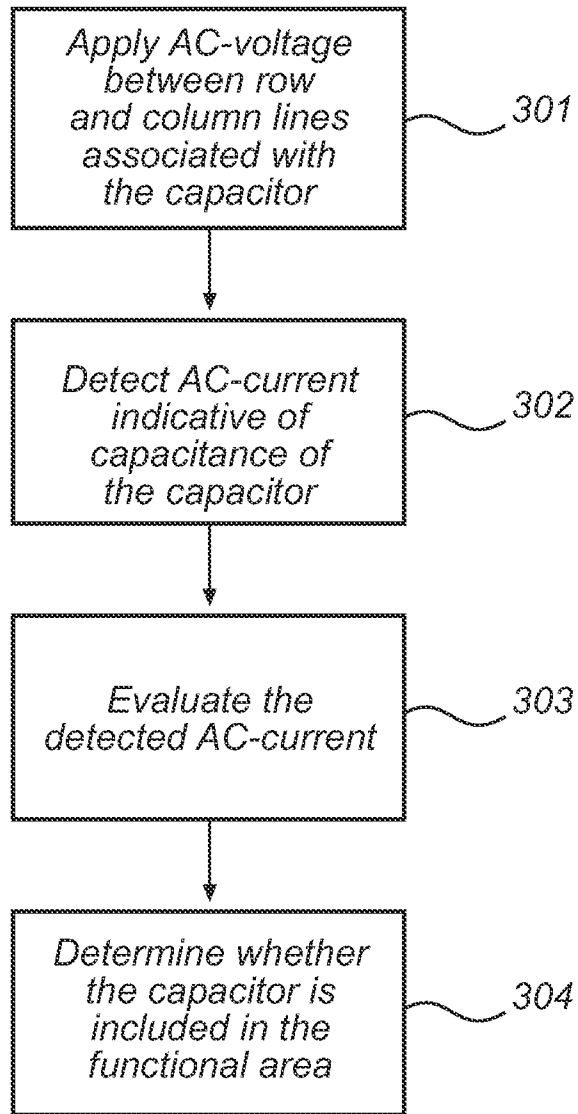 Apply AC-voltage
between row
and column lines
associated with
the capacitor
301
Detect AC-current
indicative of
capacitance of
the capacitor
302
Evaluate the
detected AC-current
303
Determine whether
the capacitor is
included in the
functional area
304